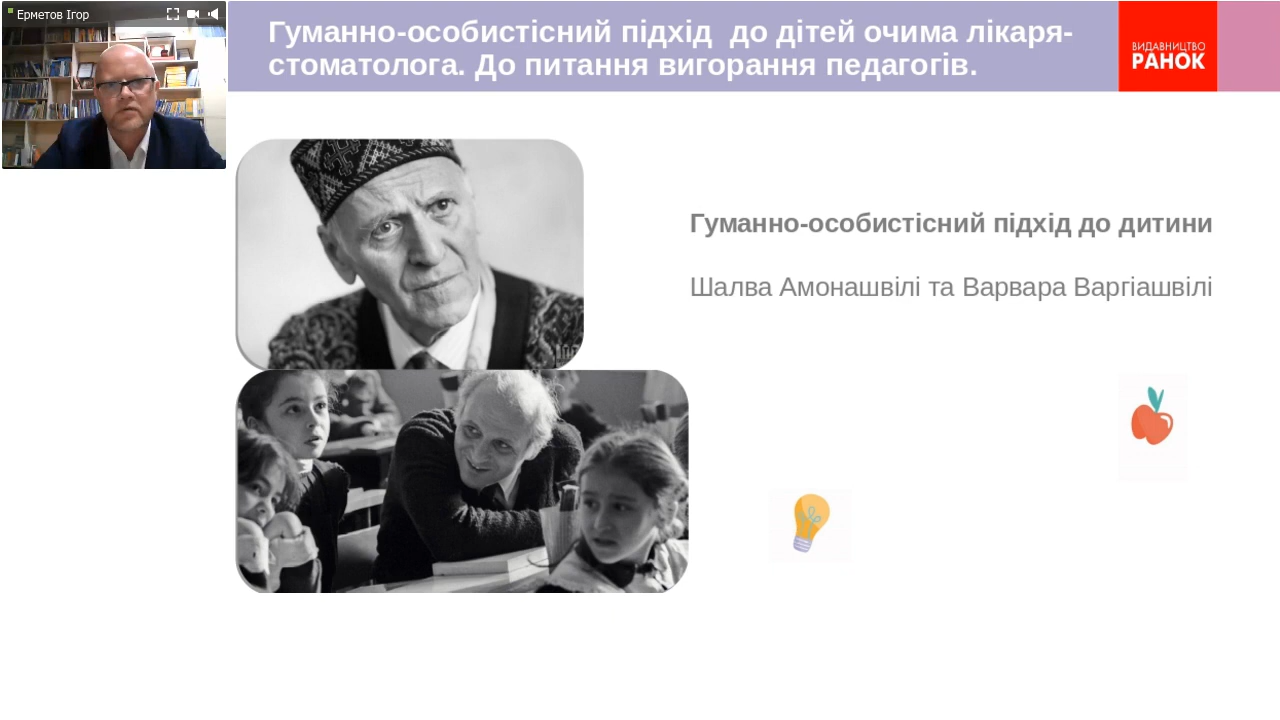 Ерметов Ігор
Гуманно-особистісний підхід  до дітей очима лікаря-
стоматолога. До питання вигорання педагогів.
ВИДАВНИЦТВО
РАНОК
Гуманно-особистісний підхід до дитини
Шалва Амонашвілі та Варвара Варгіашвілі